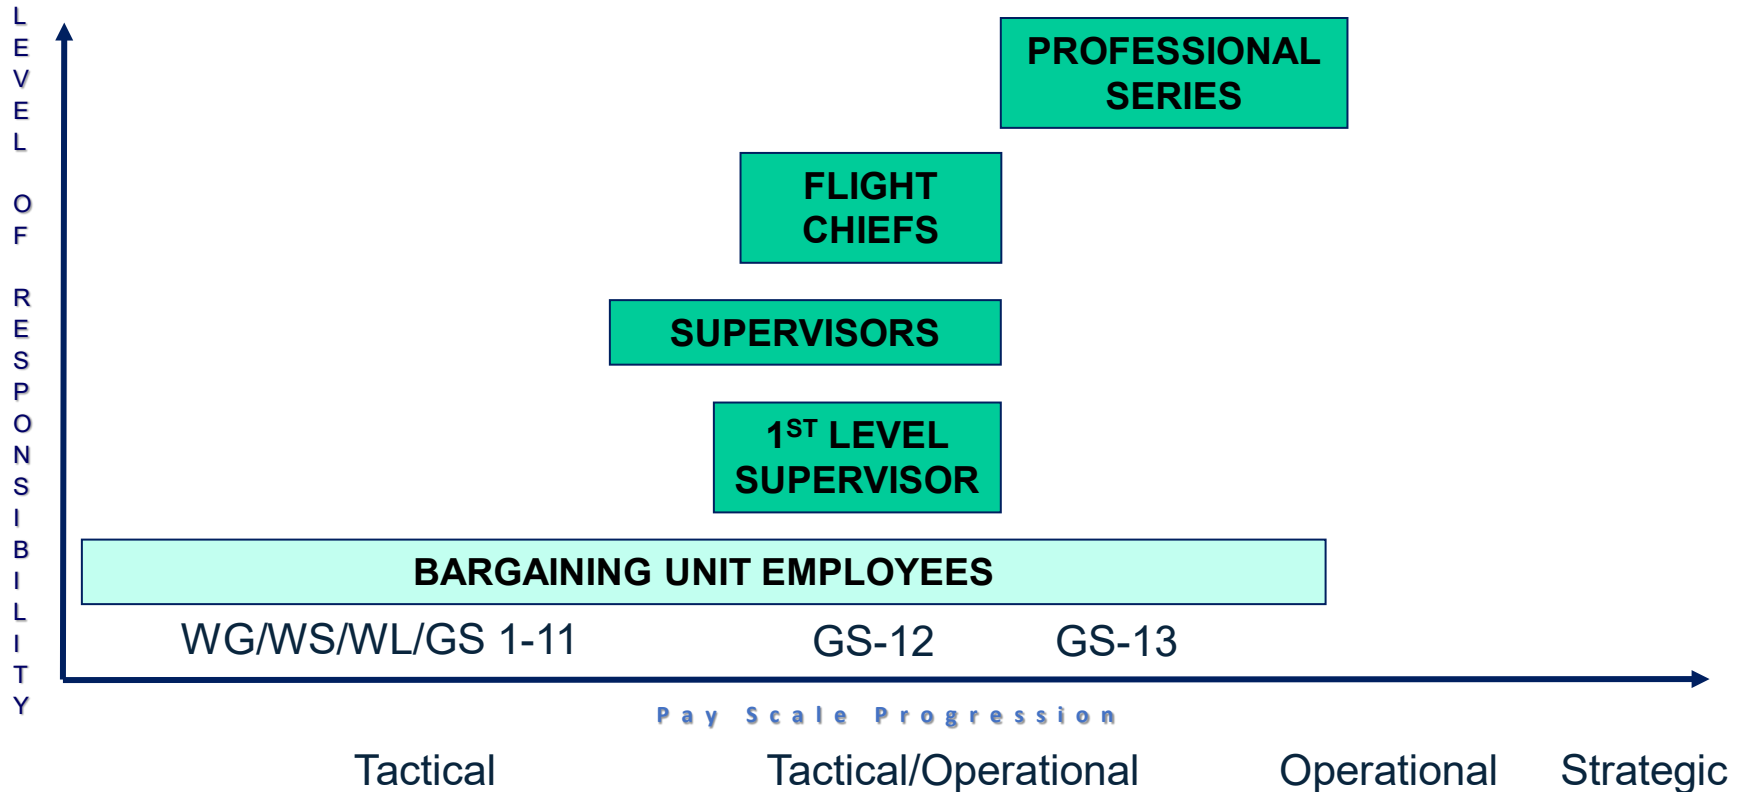 LEVEL OF RESPONSIBILITY
PROFESSIONAL
SERIES
FLIGHT
CHIEFS
SUPERVISORS
1ST LEVEL
SUPERVISOR
BARGAINING UNIT EMPLOYEES
WG/WS/WL/GS 1-11 GS-12 GS-13
Pay Scale Progression
Tactical Tactical/Operational Operational Strategic